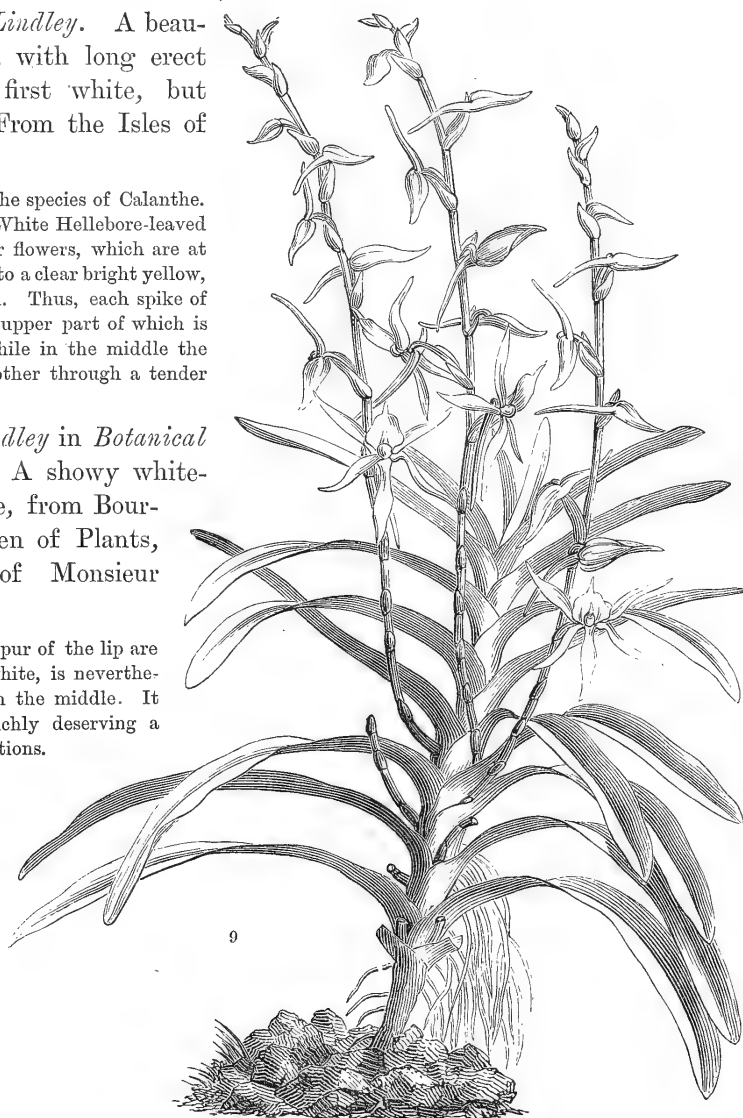 Lindley. A beau-
with long erect
first white, but
From the Isles of
he species of Calanthe.
White Hellebore-leaved
r flowers, which are at
to a clear bright yellow,
. Thus, each spike of
upper part of which is
hile in the middle the
other through a tender
dley in Botanical
A showy white-
e, from Bour-
en of Plants,
of Monsieur
pur of the lip are
hite, is neverthe-
n the middle. It
chly deserving a
tions.
9